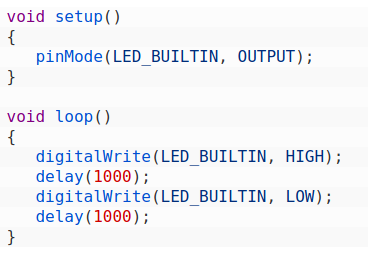 void setup()
{
   pinMode(LED_BUILTIN, OUTPUT);
}

void loop()
{
   digitalWrite(LED_BUILTIN, HIGH);
   delay(1000);
   digitalWrite(LED_BUILTIN, LOW);
   delay(1000);
}